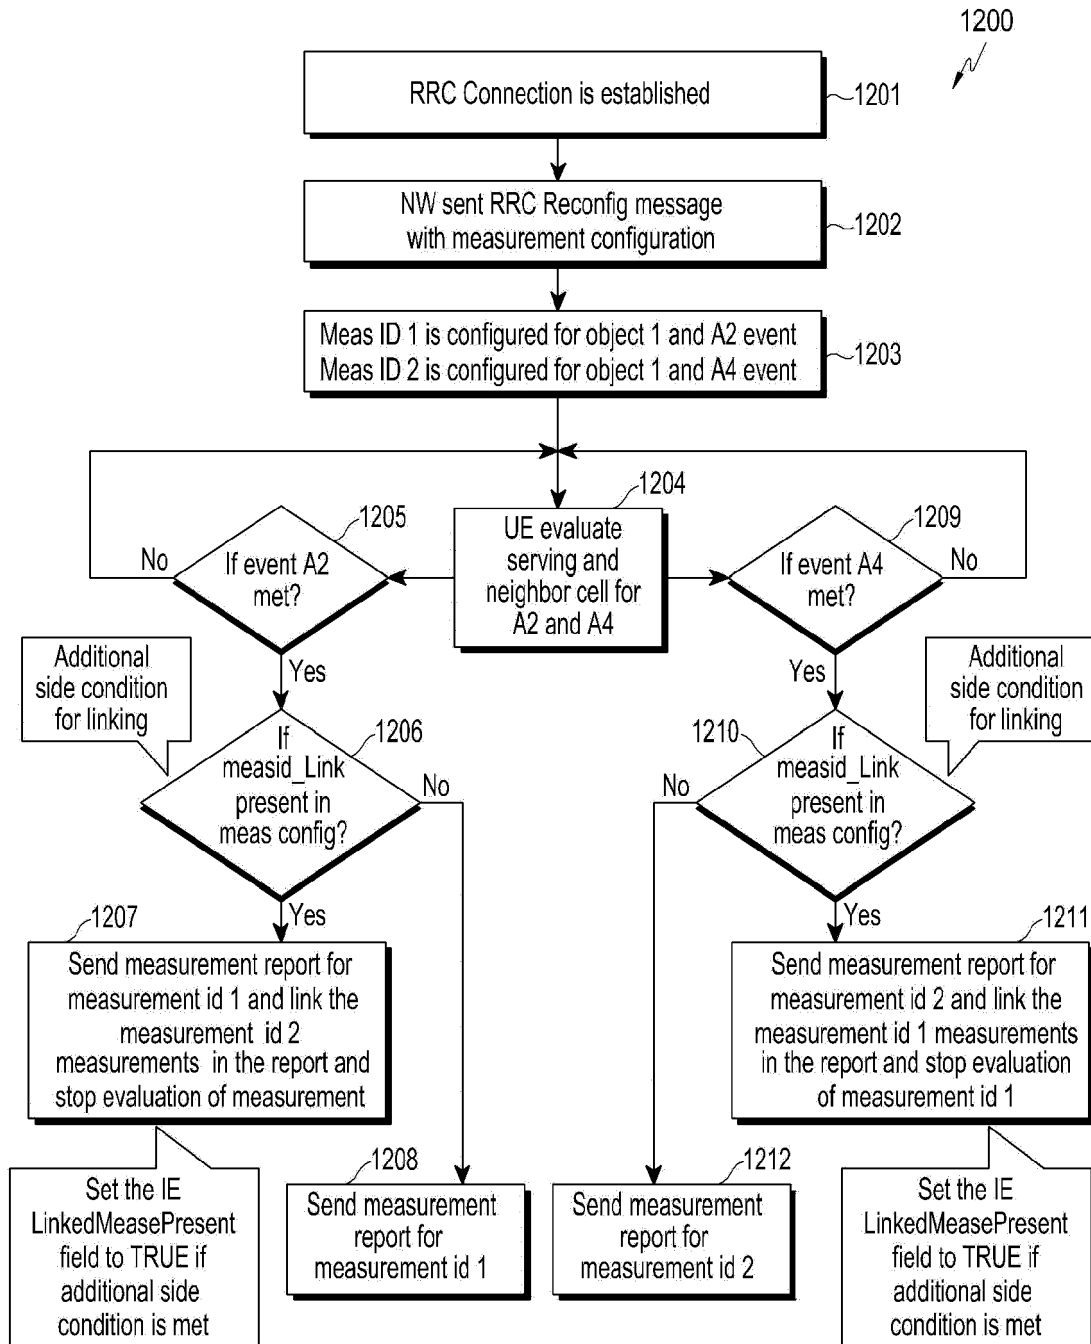 1200
RRC Connection is established
1201
NW sent RRC Reconfig message
with measurement configuration
1202
Meas ID 1 is configured for object 1 and A2 event
Meas ID 2 is configured for object 1 and A4 event
1203
1204
UE evaluate
serving and
neighbor cell for
A2 and A4
1205
If event A2
met?
No
Yes
1209
If event A4
met?
No
Yes
Additional
side condition
for linking
1206
If
measid_Link
present in
meas config?
No
Yes
1210
If
measid_Link
present in
meas config?
No
Yes
Additional
side condition
for linking
1207
Send measurement report for
measurement id 1 and link the
measurement id 2
measurements in the report and
stop evaluation of measurement
1211
Send measurement report for
measurement id 2 and link the
measurement id 1 measurements
in the report and stop evaluation
of measurement id 1
Set the IE
LinkedMeasePresent
field to TRUE if
additional side
condition is met
1208
Send measurement
report for
measurement id 1
1212
Send measurement
report for
measurement id 2
Set the IE
LinkedMeasePresent
field to TRUE if
additional side
condition is met